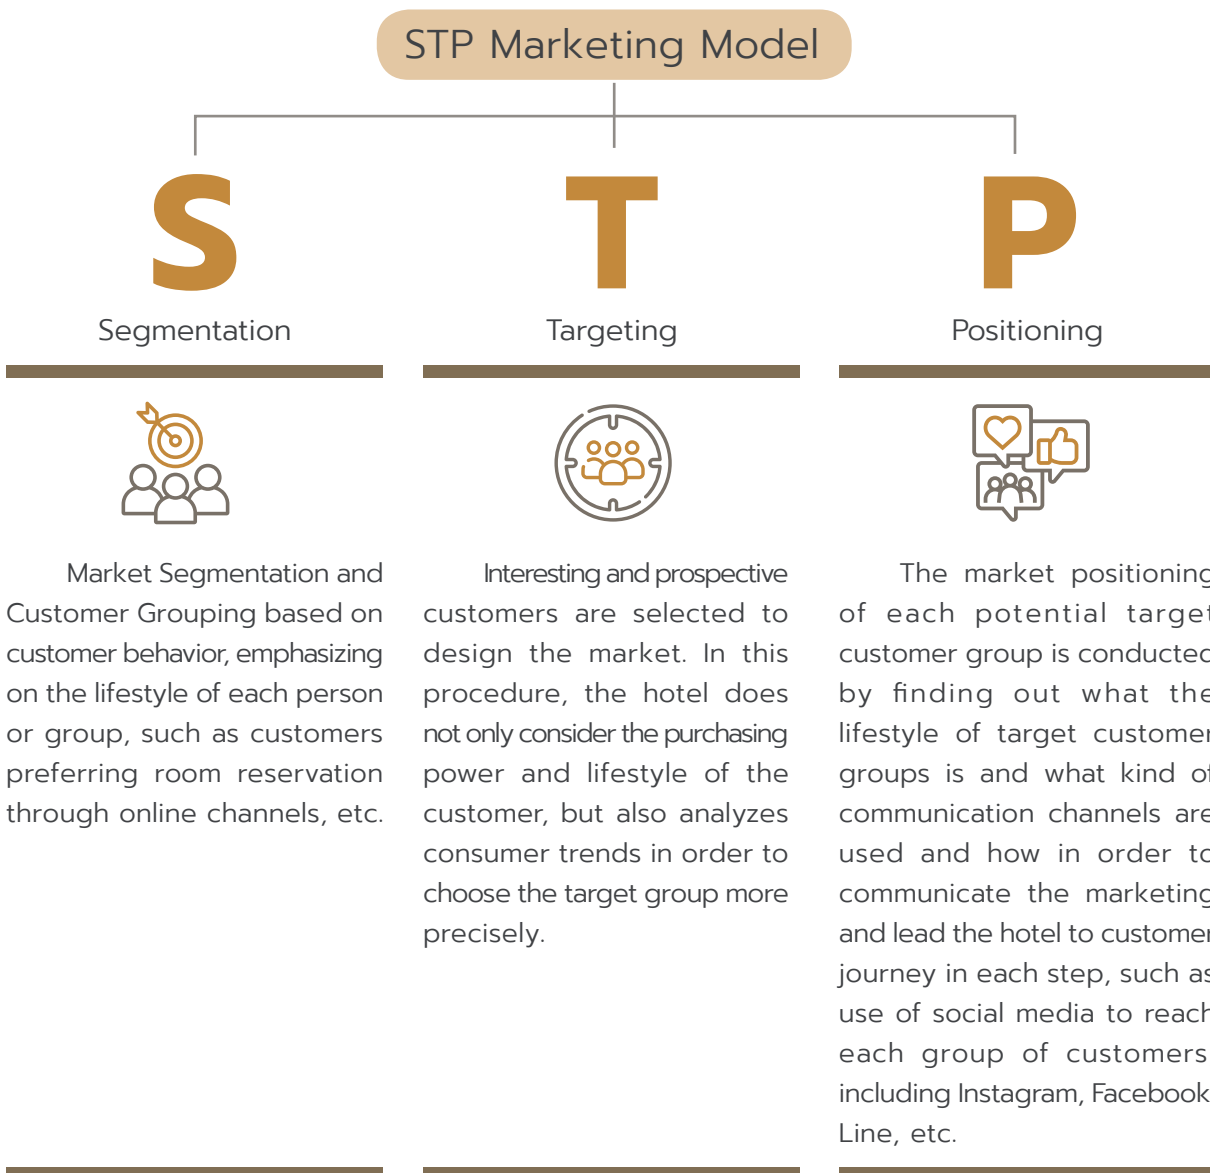 STP Marketing Model
S
Segmentation
Market Segmentation and
Customer Grouping based on
customer behavior, emphasizing
on the lifestyle of each person
or group, such as customers
preferring room reservation
through online channels, etc.
T
Targeting
Interesting and prospective
customers are selected to
design the market. In this
procedure, the hotel does
not only consider the purchasing
power and lifestyle of the
customer, but also analyzes
consumer trends in order to
choose the target group more
precisely.
P
Positioning
The market positioning
of each potential target
customer group is conducted
by finding out what the
lifestyle of target customer
groups is and what kind of
communication channels are
used and how in order to
communicate the marketing
and lead the hotel to customer
journey in each step, such as
use of social media to reach
each group of customers
including Instagram, Facebook
Line, etc.